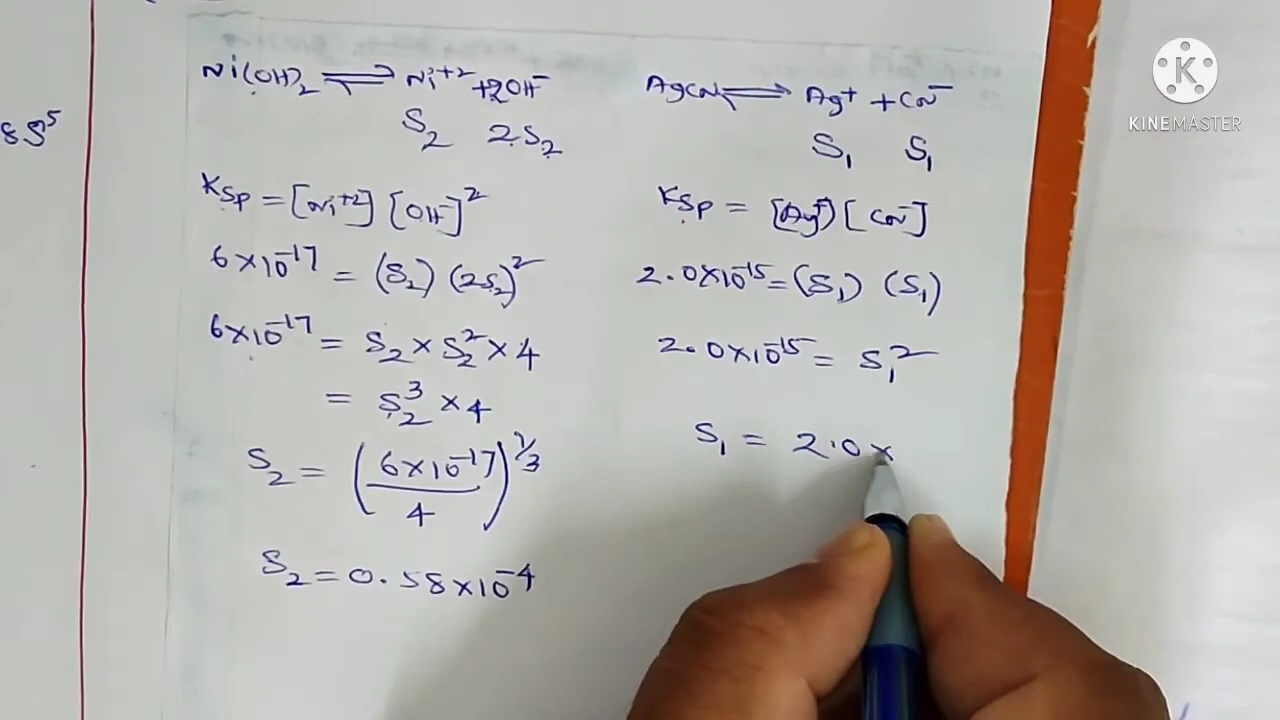 8S⁵
Ni(OH)₂ ⇌ Ni⁺² + 2OH⁻
S₂ 2S₂
Ksp = [Ni⁺²] [OH⁻]²
6×10⁻¹⁷ = (S₂) (2S₂)²
6×10⁻¹⁷ = S₂ × S₂² × 4
= S₂³ × 4
S₂ = (6×10⁻¹⁷/4)^1/3
S₂ = 0.58×10⁻⁴
AgCN ⇌ Ag⁺ + CN⁻
S₁ S₁
Ksp = [Ag⁺] [CN⁻]
2.0×10⁻¹⁵ = (S₁) (S₁)
2.0×10⁻¹⁵ = S₁²
S₁ = 2.0×
K
KINEMASTER